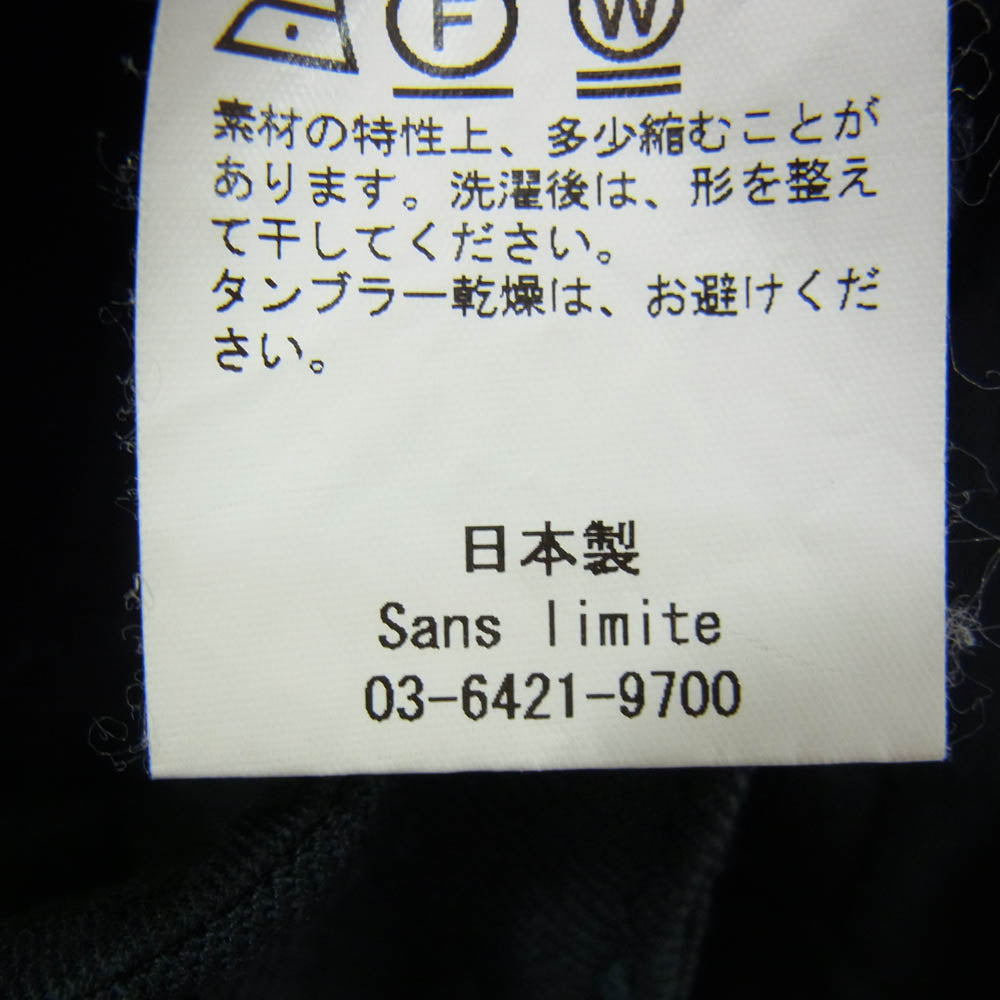 F W
素材の特性上、多少縮むことが
あります。洗濯後は、形を整え
て干してください。
タンブラー乾燥は、お避けくだ
さい。
日本製
Sans limite
03-6421-9700